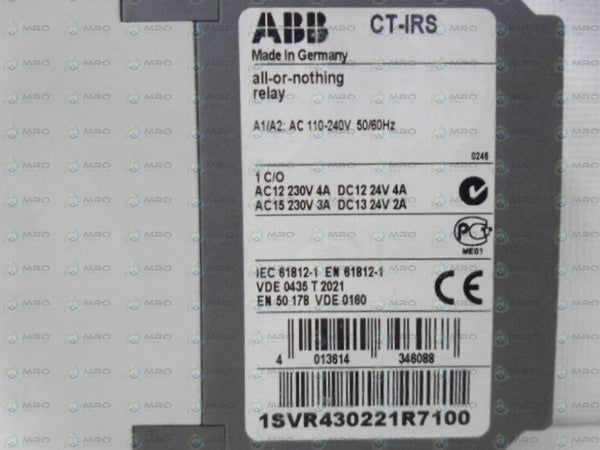 ABB CT-IRS
Made in Germany
all-or-nothing
relay
A1/A2: AC 110-240V 50/60Hz
0246
1 C/O
AC12 230V 4A DC12 24V 4A
AC15 230V 3A DC13 24V 2A
ME01
IEC 61812-1 EN 61812-1
VDE 0435 T 2021
EN 50 178 VDE 0160
CE
4 013614 346088
1SVR430221R7100
MRO